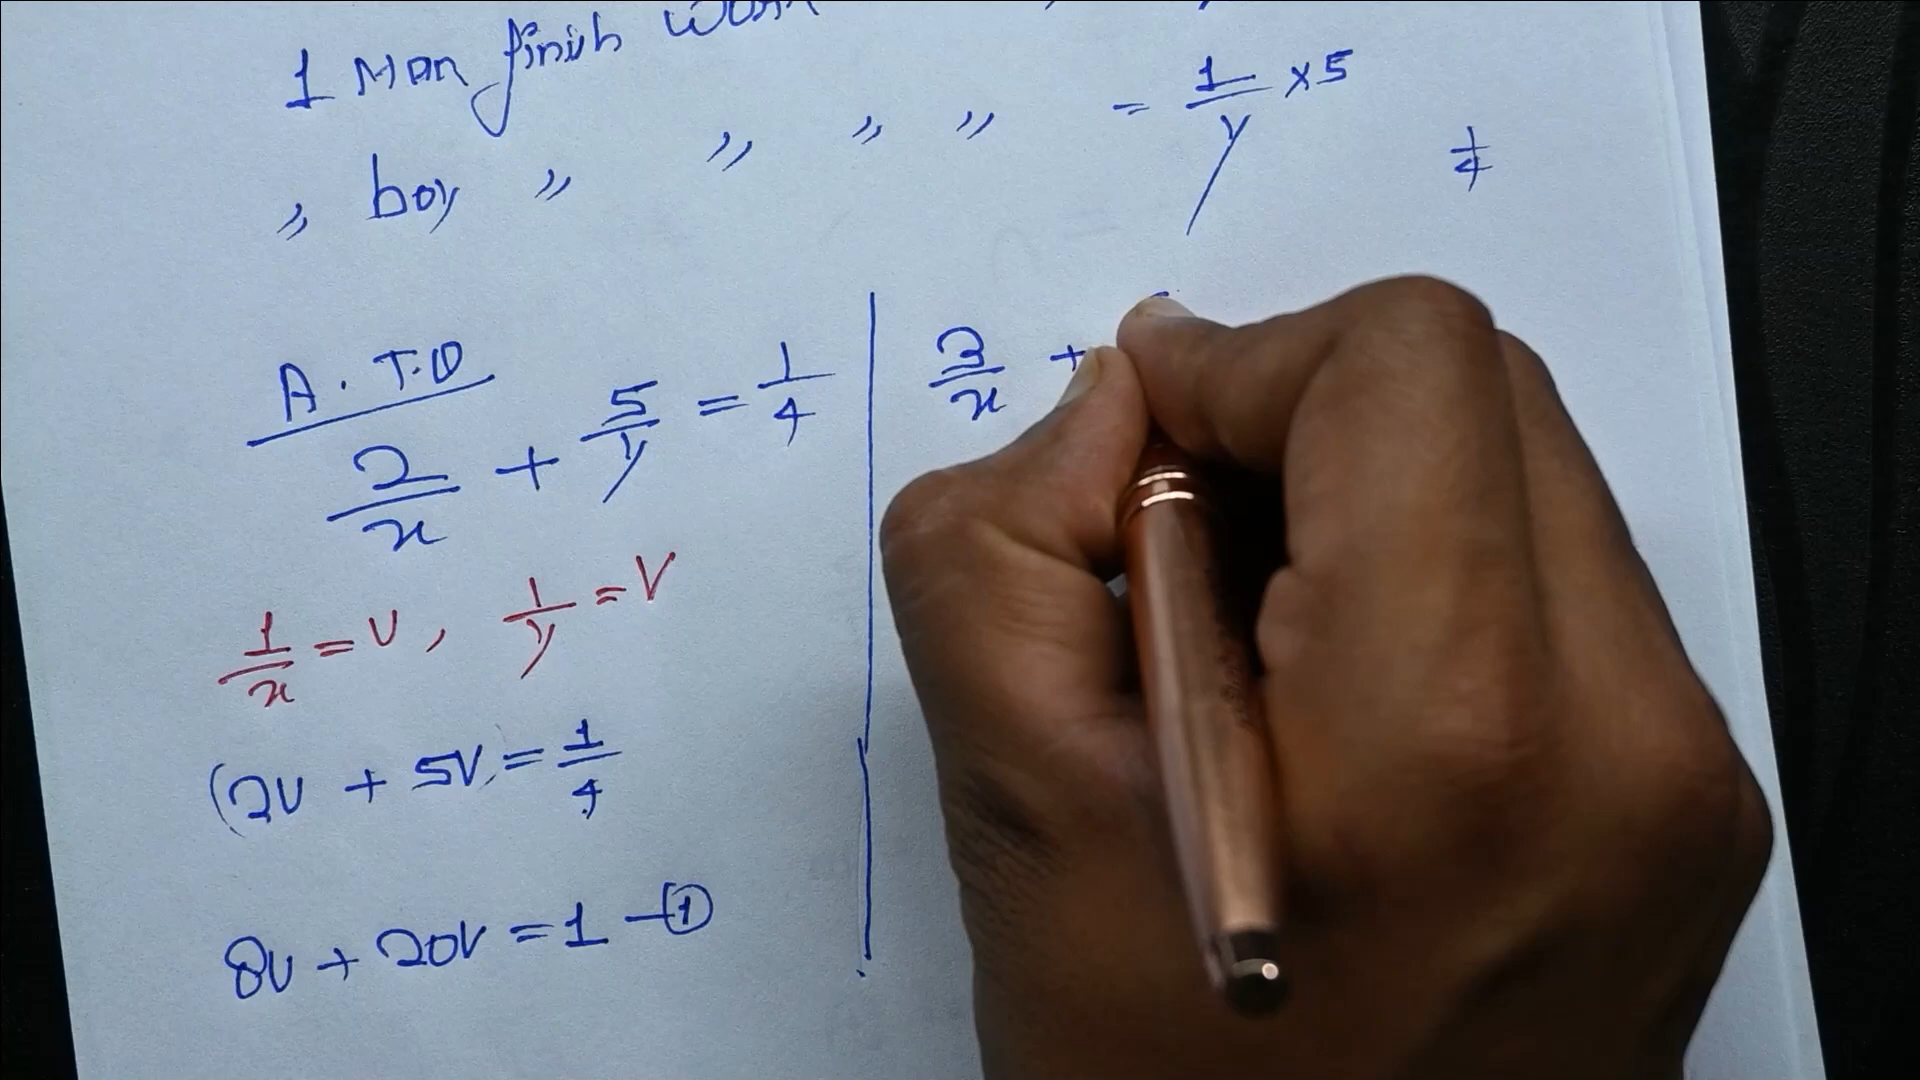 1 Man finish work
= 1/y ×5
" boy " " " "
1/4
A.T.Q
2/x + 5/y = 1/4
3/x +
1/x = u, 1/y = v
(2u + 5v = 1/4
8u + 20v = 1 - ①